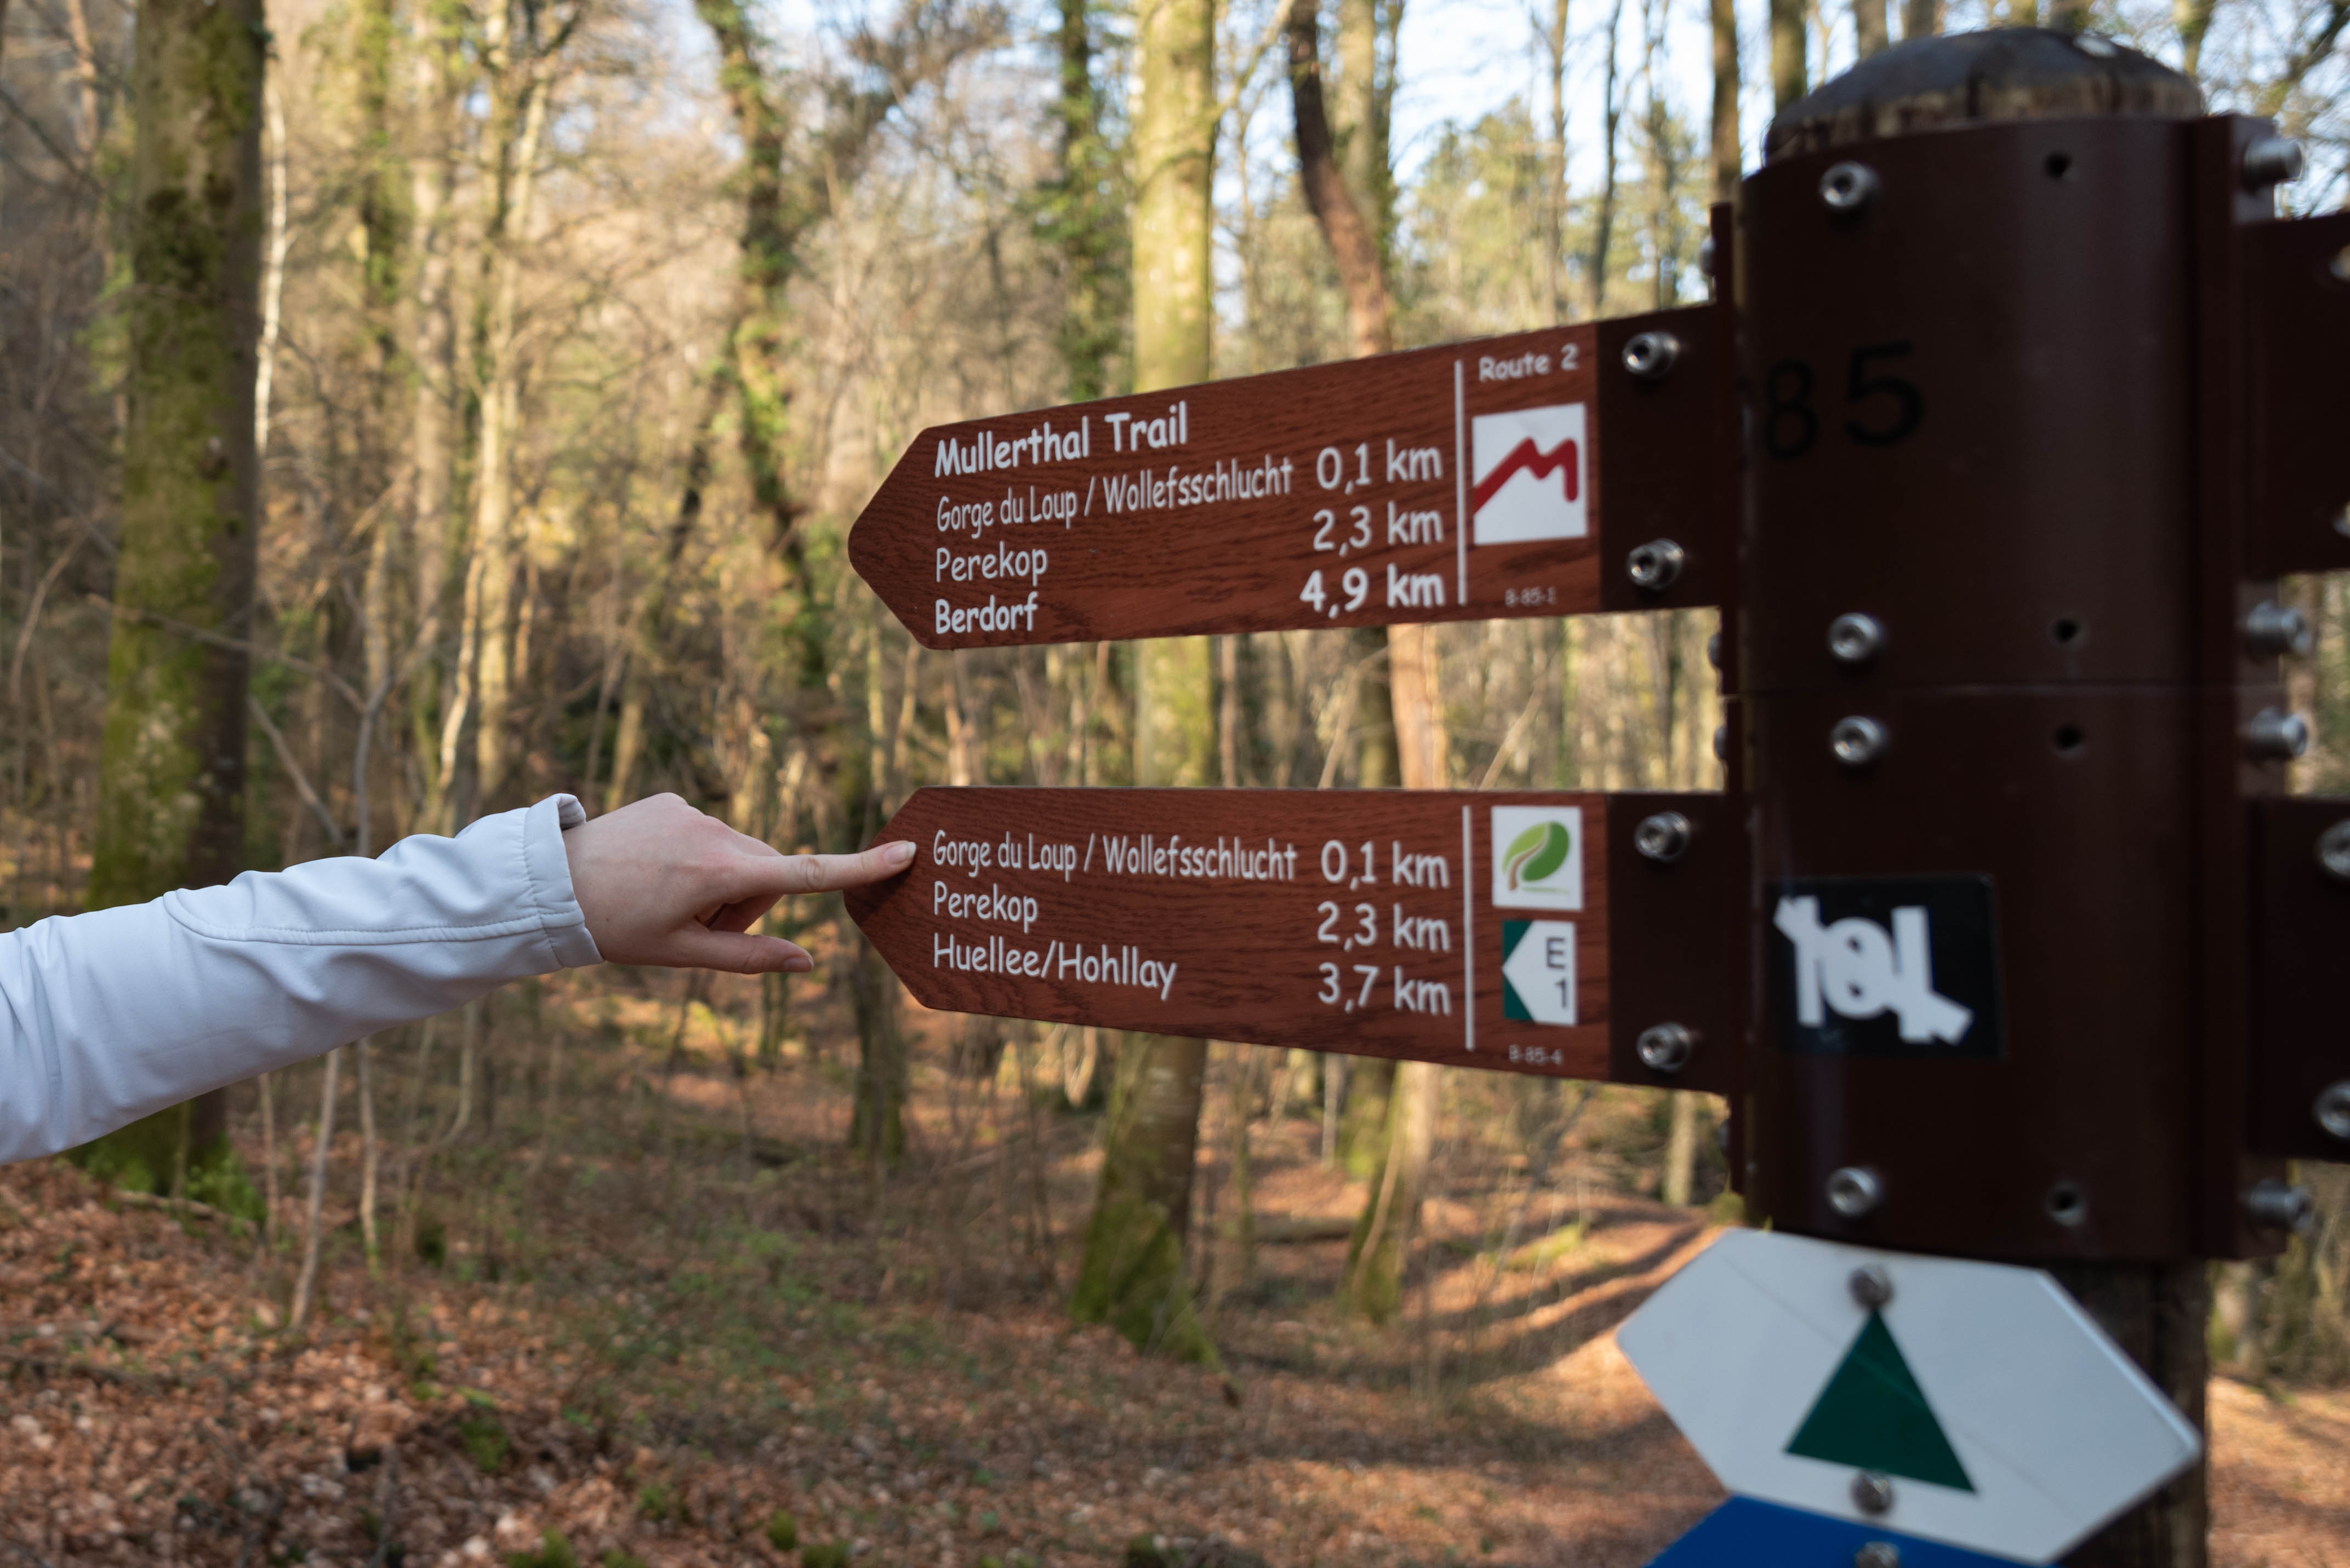 Route 2
Mullerthal Trail
Gorge du Loup / Wollefsschlucht 0,1 km
Perekop 2,3 km
Berdorf 4,9 km
B-85-1
85
Gorge du Loup / Wollefsschlucht 0,1 km
Perekop 2,3 km
Huellee/Hohllay 3,7 km
E
1
B-85-4